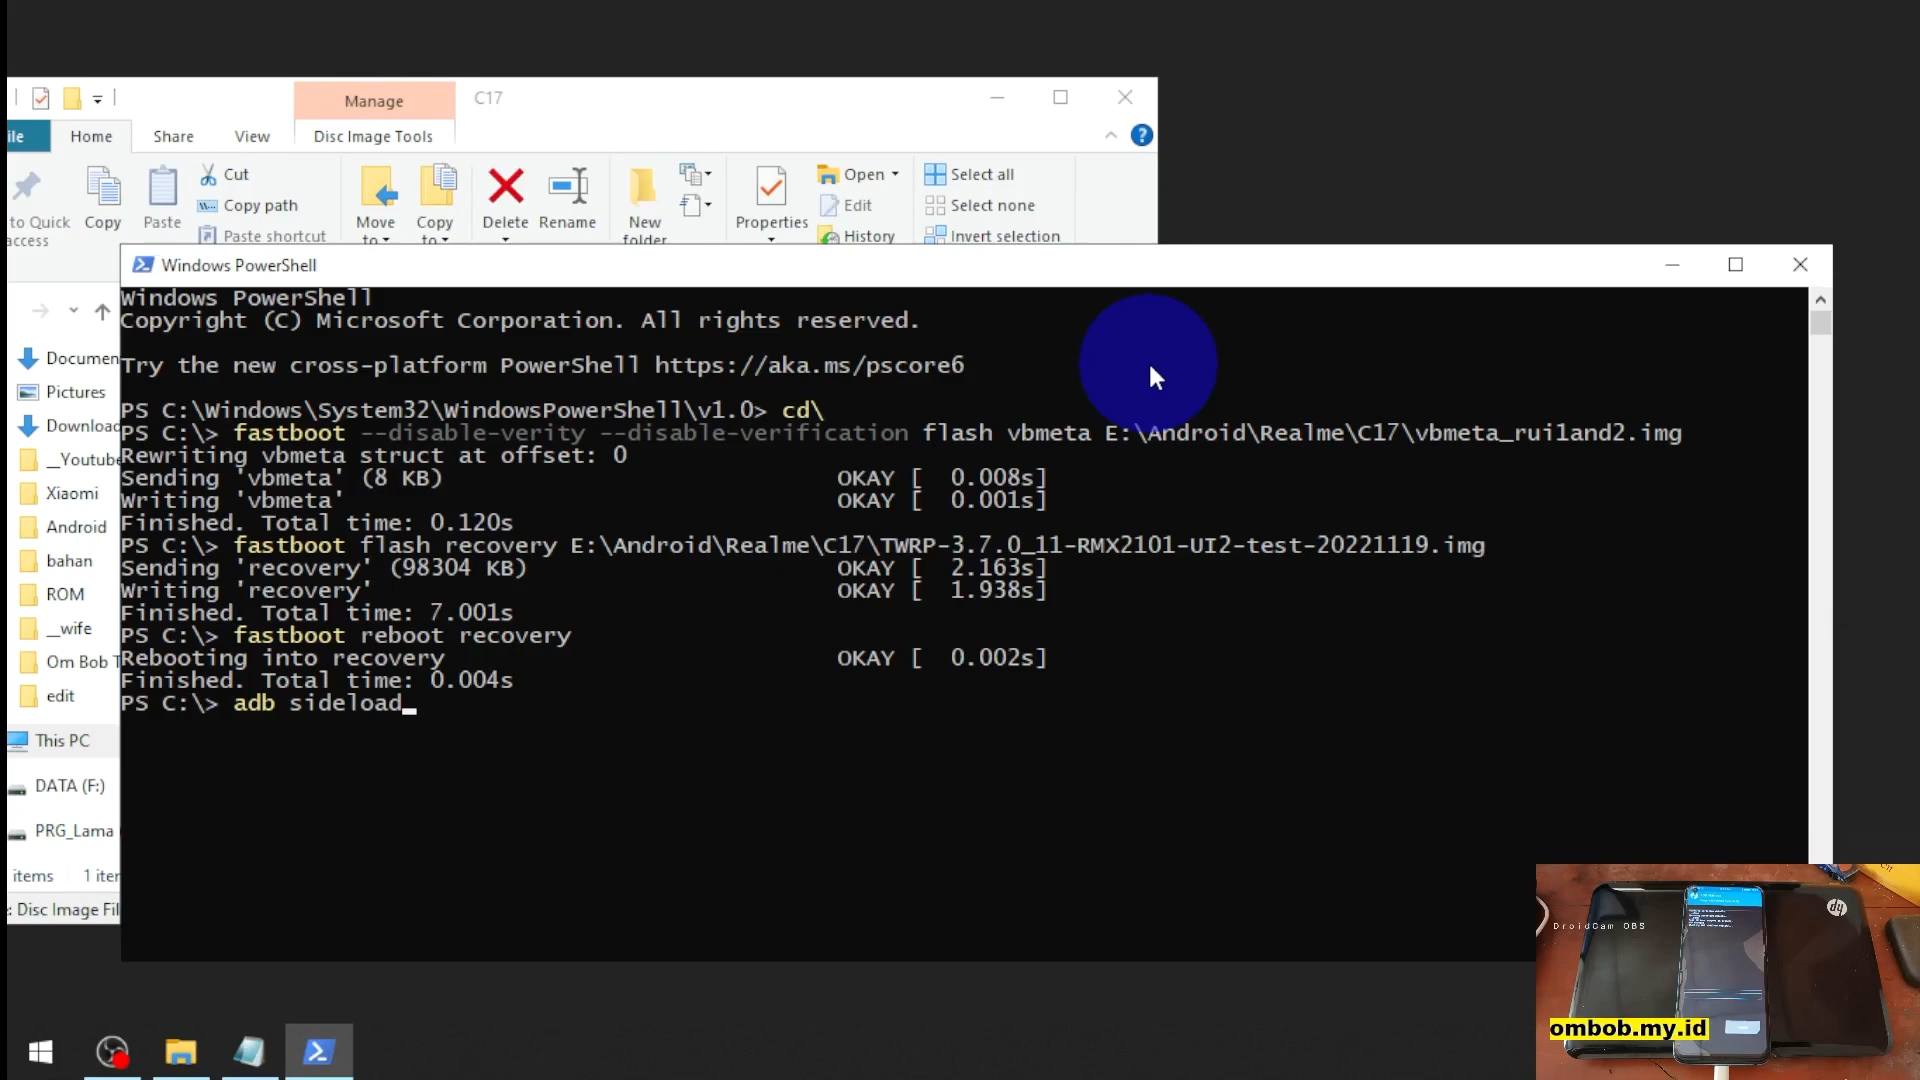 Manage
C17
ile
Home
Share
View
Disc Image Tools
to Quick
access
Copy
Paste
Cut
Copy path
Paste shortcut
Move
to
Copy
to
Delete
Rename
New
folder
Properties
Open
Edit
History
Select all
Select none
Invert selection
Windows PowerShell
Documen
Pictures
Download
__Youtube
Xiaomi
Android
bahan
ROM
__wife
Om Bob T
edit
This PC
DATA (F:)
PRG_Lama
items
1 iter
: Disc Image Fil
Windows PowerShell
Copyright (C) Microsoft Corporation. All rights reserved.
Try the new cross-platform PowerShell https://aka.ms/pscore6
PS C:\Windows\System32\WindowsPowerShell\v1.0> cd\
PS C:\> fastboot --disable-verity --disable-verification flash vbmeta E:\Android\Realme\C17\vbmeta_rui1and2.img
Rewriting vbmeta struct at offset: 0
Sending 'vbmeta' (8 KB) OKAY [ 0.008s]
Writing 'vbmeta' OKAY [ 0.001s]
Finished. Total time: 0.120s
PS C:\> fastboot flash recovery E:\Android\Realme\C17\TWRP-3.7.0_11-RMX2101-UI2-test-20221119.img
Sending 'recovery' (98304 KB) OKAY [ 2.163s]
Writing 'recovery' OKAY [ 1.938s]
Finished. Total time: 7.001s
PS C:\> fastboot reboot recovery
Rebooting into recovery OKAY [ 0.002s]
Finished. Total time: 0.004s
PS C:\> adb sideload_
DroidCam OBS
hp
ombob.my.id